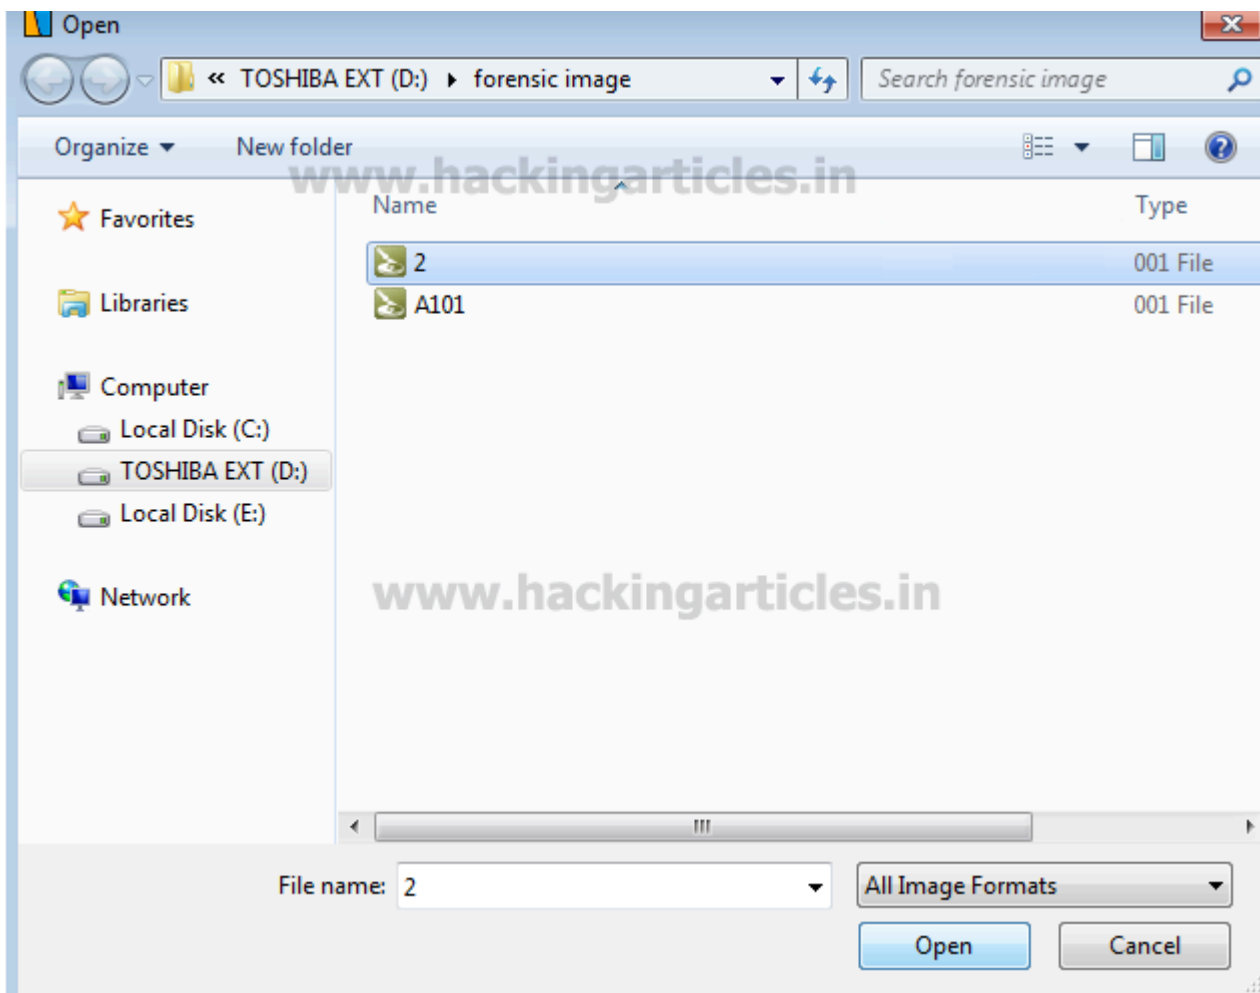 Open
« TOSHIBA EXT (D:) forensic image
Search forensic image
Organize New folder
www.hackingarticles.in
Name Type
Favorites
2 001 File
Libraries
A101 001 File
Computer
Local Disk (C:)
TOSHIBA EXT (D:)
Local Disk (E:)
Network
www.hackingarticles.in
File name: 2
All Image Formats
Open Cancel